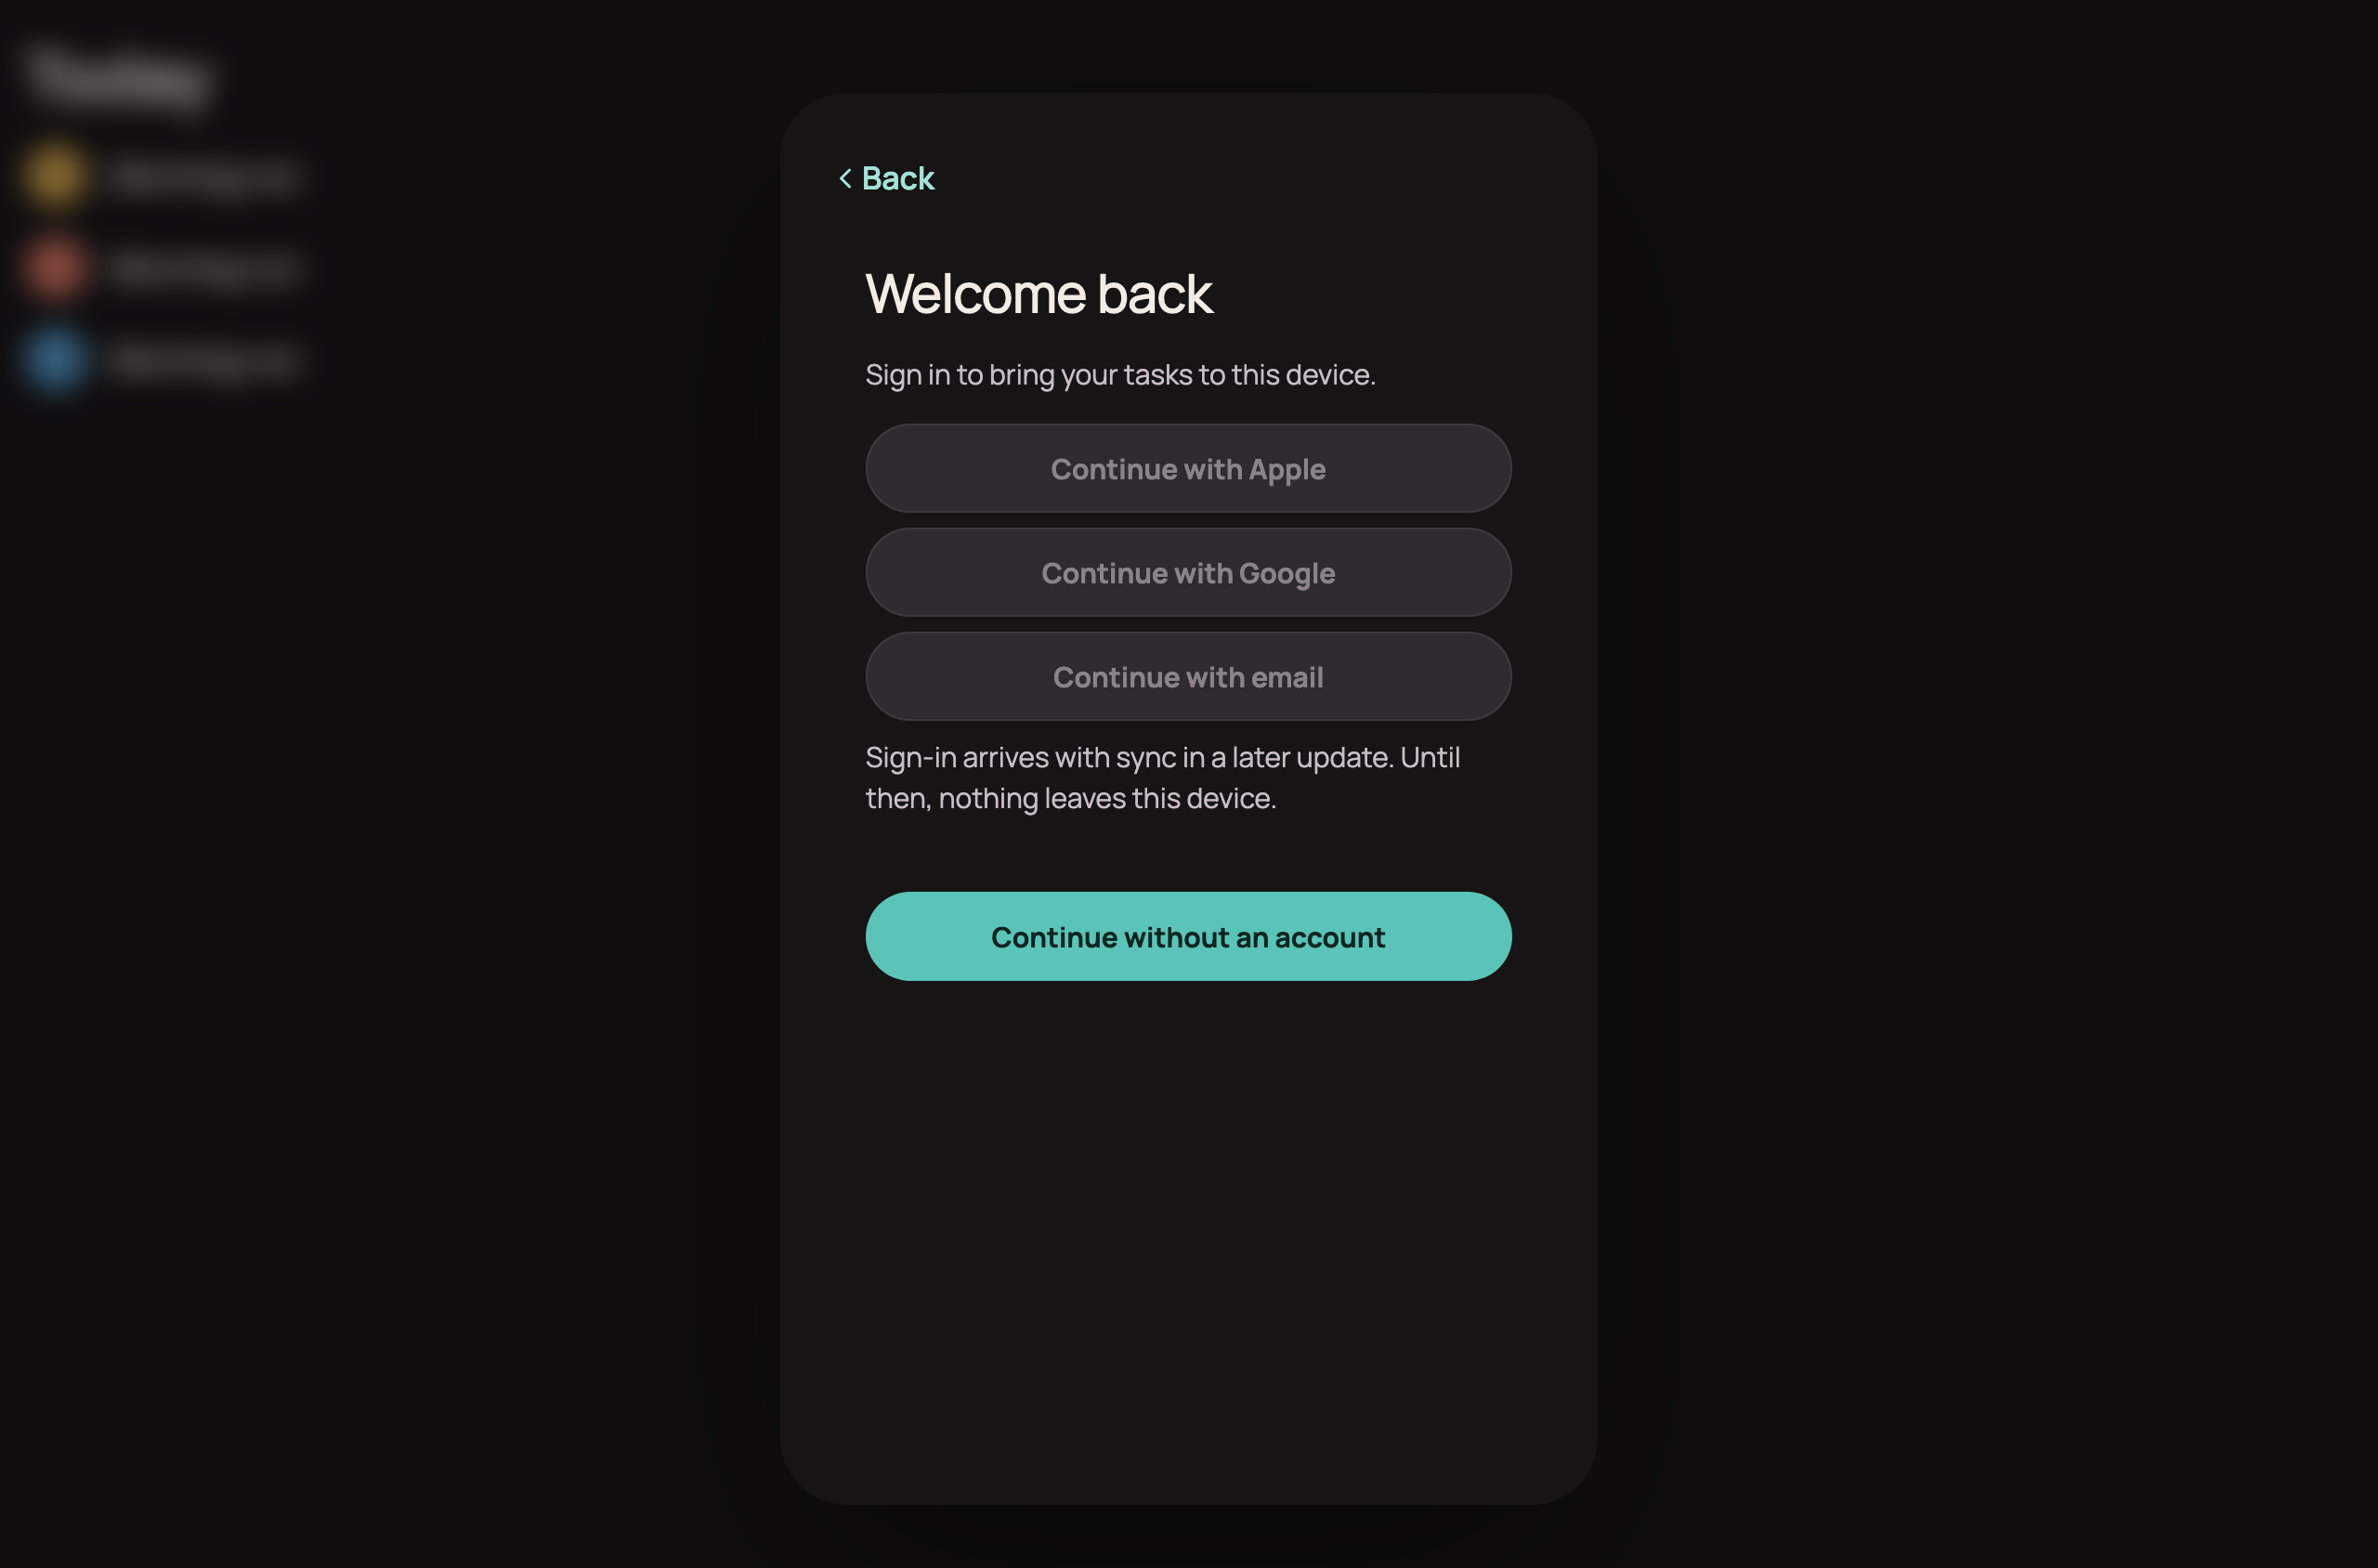 Today
Back
Welcome back
Sign in to bring your tasks to this device.
Continue with Apple
Continue with Google
Continue with email
Sign-in arrives with sync in a later update. Until
then, nothing leaves this device.
Continue without an account